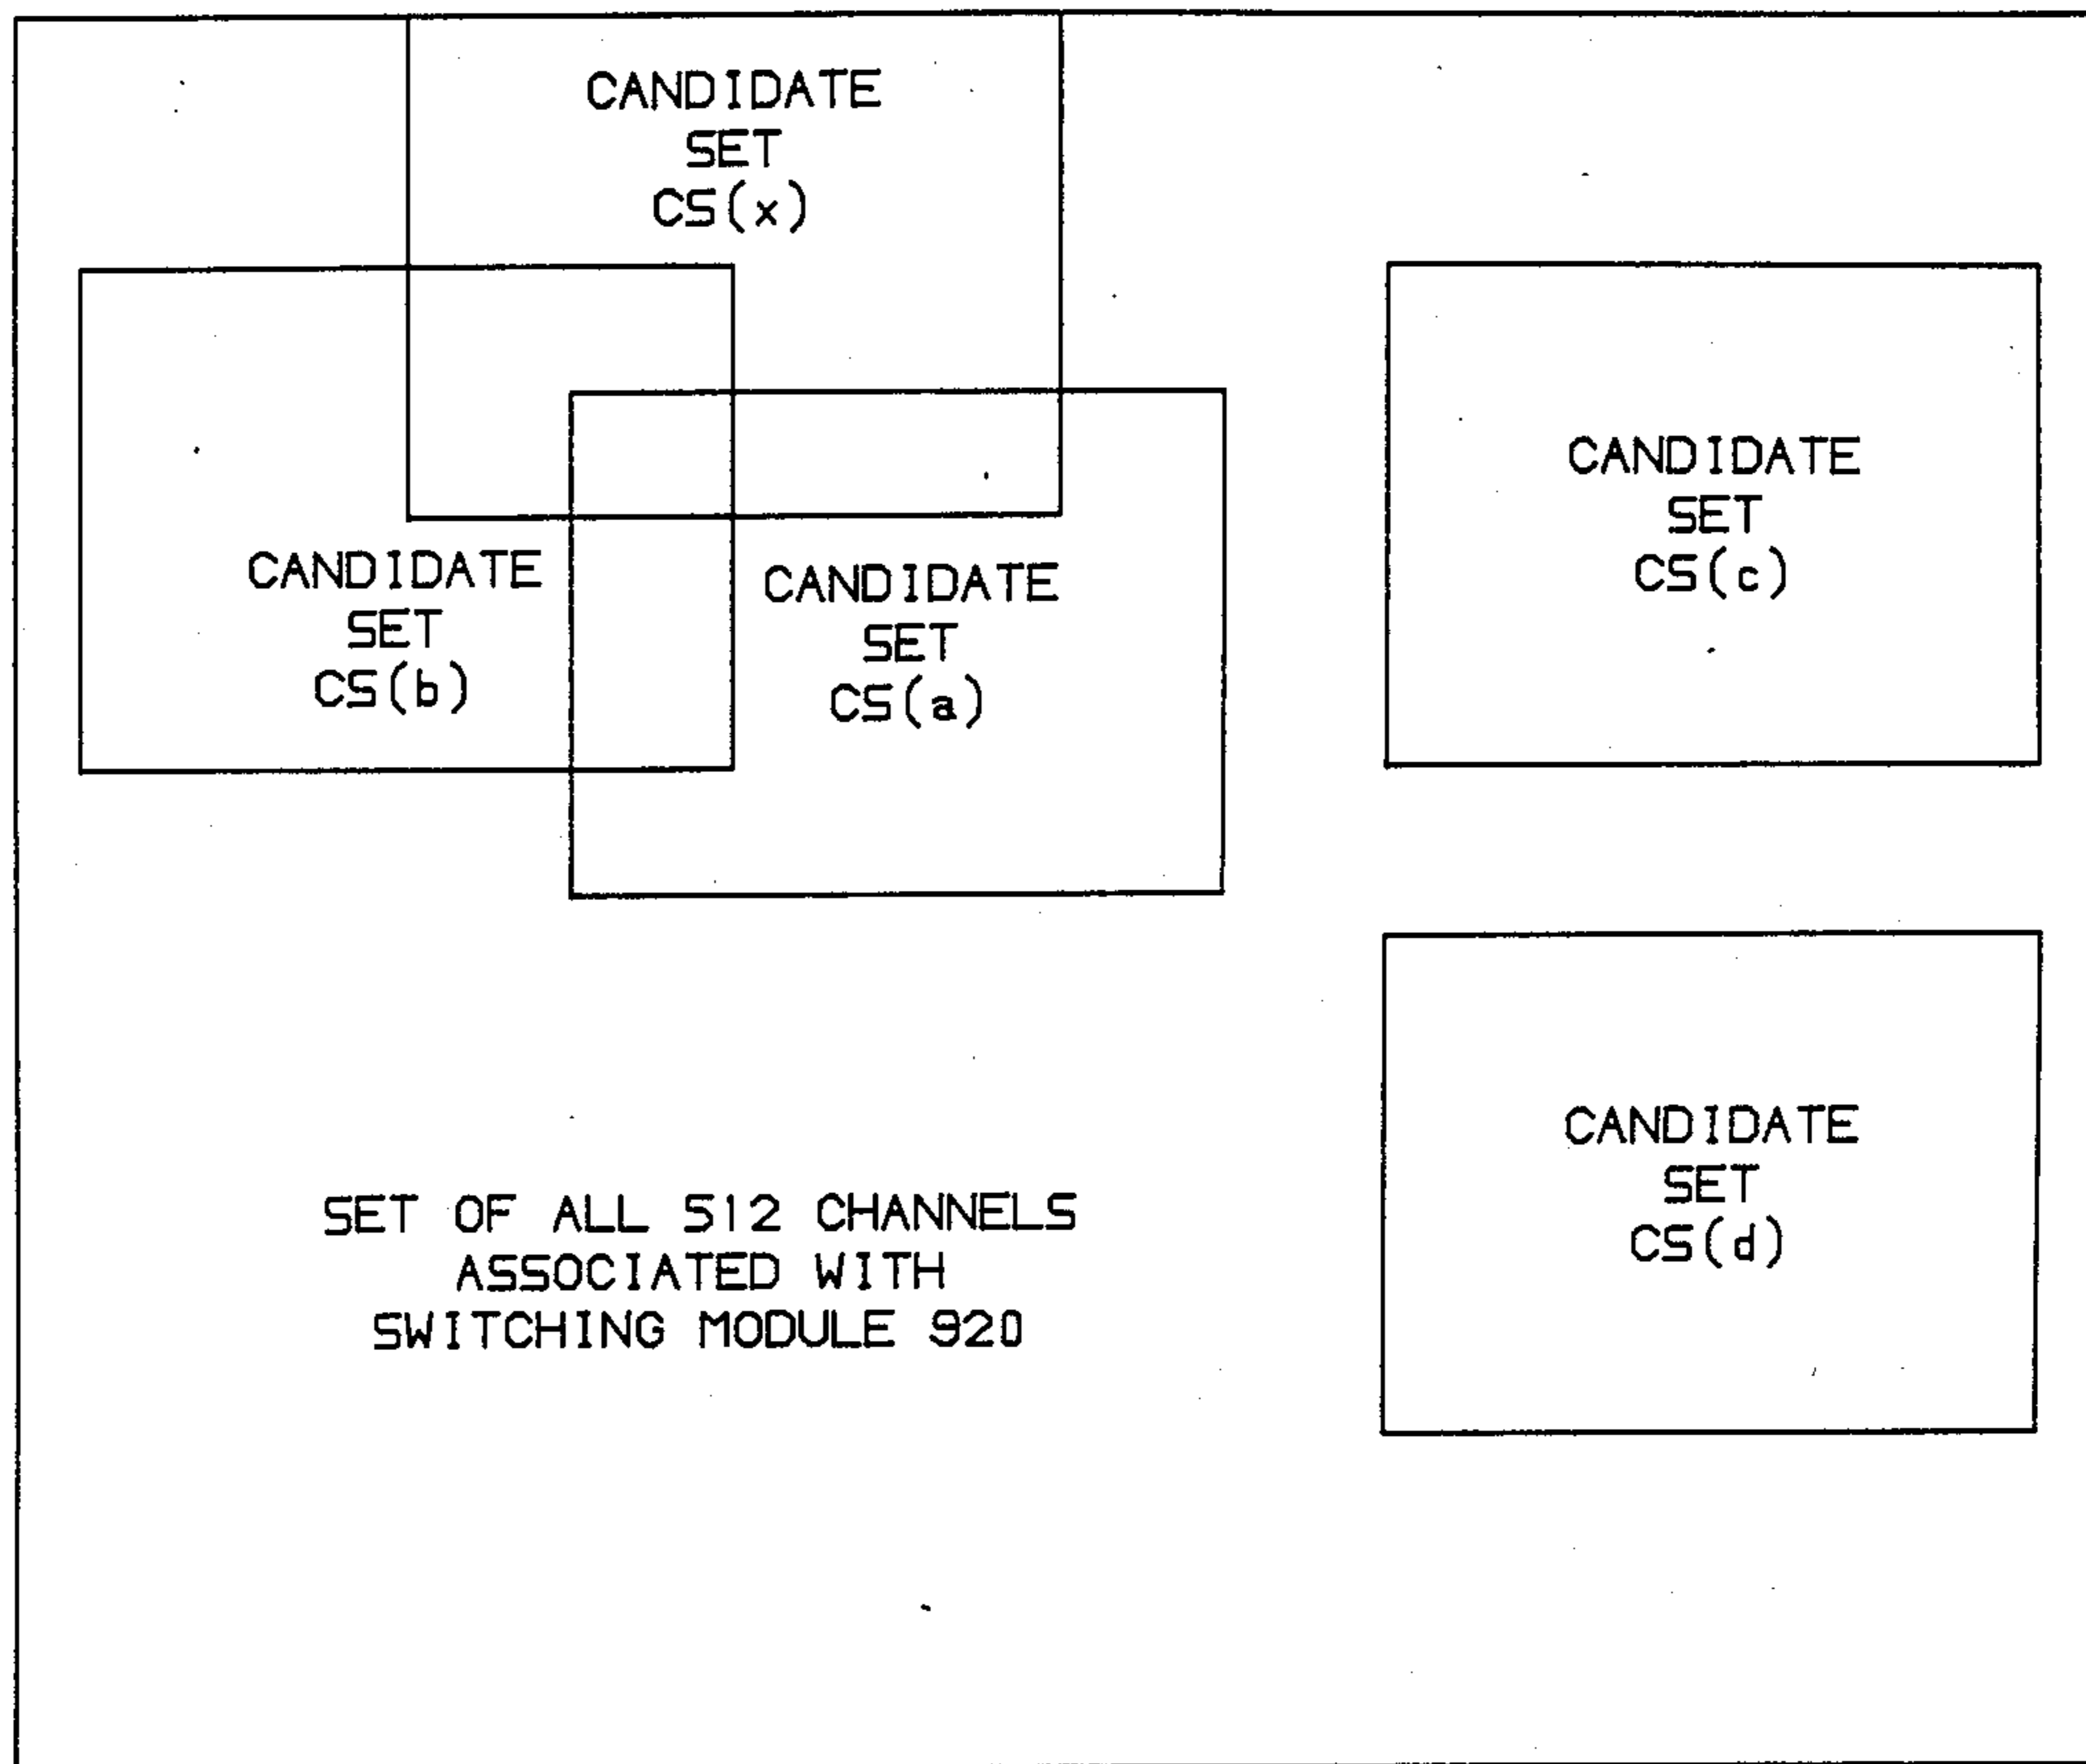 CANDIDATE
SET
CS(x)
CANDIDATE
SET
CS(b)
CANDIDATE
SET
CS(a)
CANDIDATE
SET
CS(c)
CANDIDATE
SET
CS(d)
SET OF ALL 512 CHANNELS
ASSOCIATED WITH
SWITCHING MODULE 920